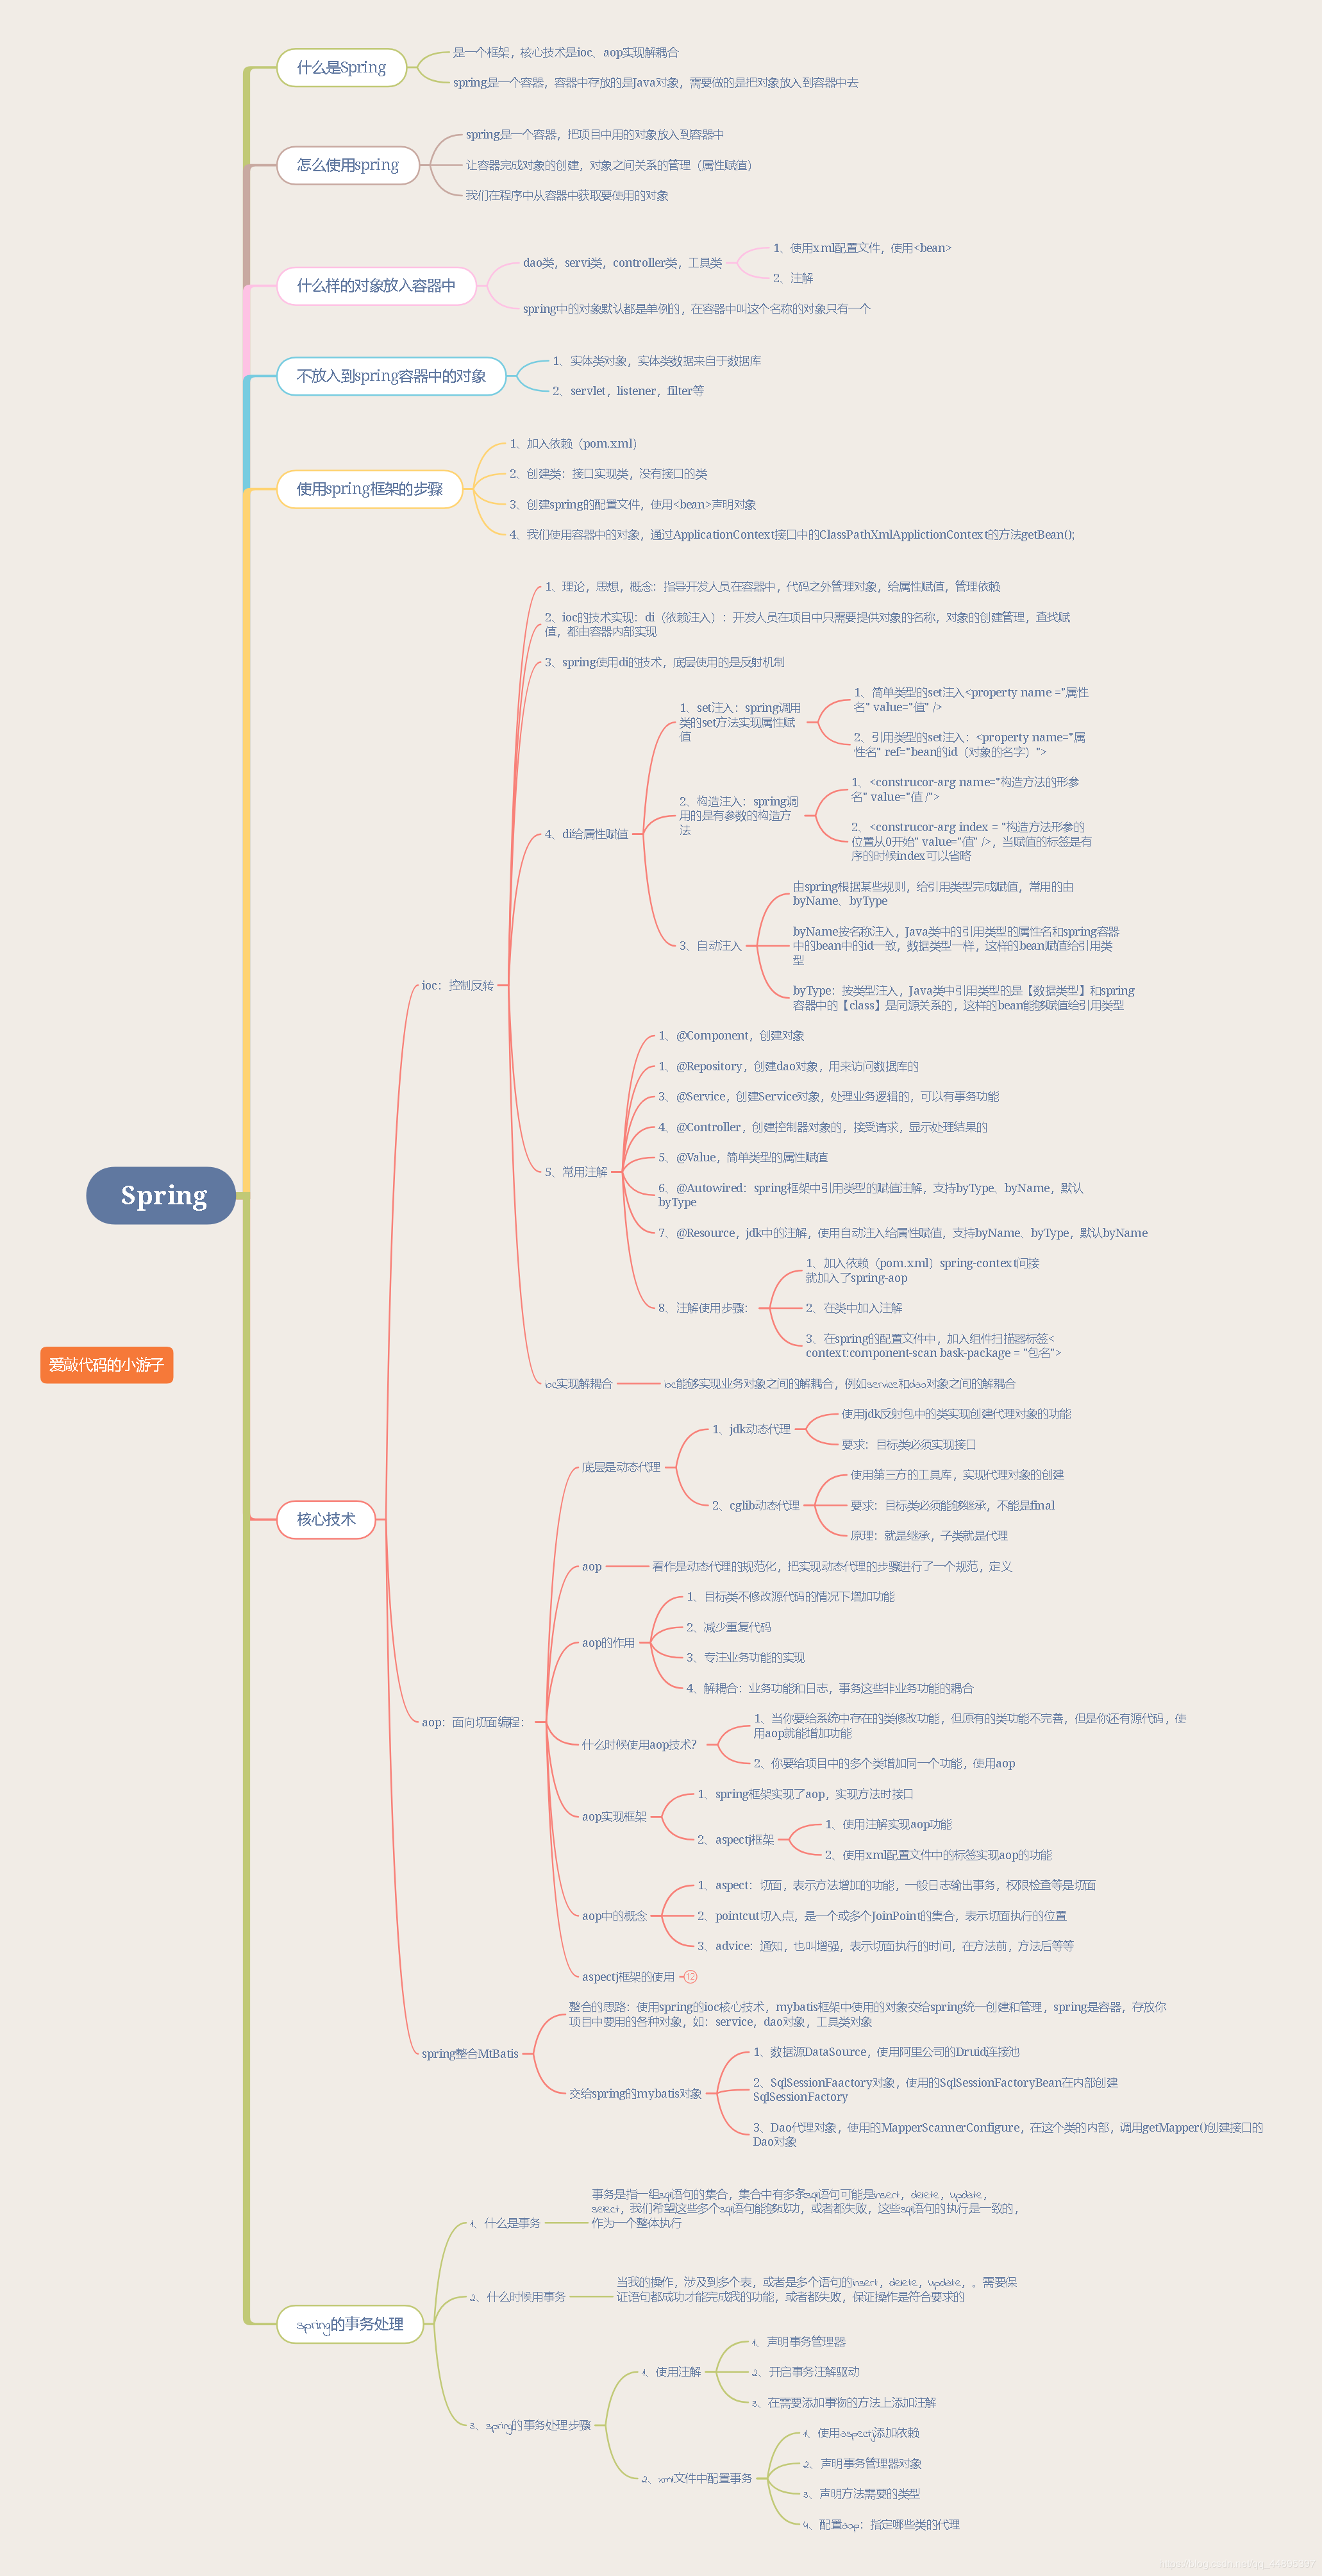 什么是Spring
是一个框架，核心技术是ioc、aop实现解耦合
spring是一个容器，容器中存放的是Java对象，需要做的是把对象放入到容器中去
怎么使用spring
spring是一个容器，把项目中用的对象放入到容器中
让容器完成对象的创建，对象之间关系的管理（属性赋值）
我们在程序中从容器中获取要使用的对象
什么样的对象放入容器中
dao类，servi类，controller类，工具类
1、使用xml配置文件，使用<bean>
2、注解
spring中的对象默认都是单例的，在容器中叫这个名称的对象只有一个
不放入到spring容器中的对象
1、实体类对象，实体类数据来自于数据库
2、servlet，listener，filter等
使用spring框架的步骤
1、加入依赖（pom.xml）
2、创建类：接口实现类，没有接口的类
3、创建spring的配置文件，使用<bean>声明对象
4、我们使用容器中的对象，通过ApplicationContext接口中的ClassPathXmlApplictionContext的方法getBean();
Spring
爱敲代码的小游子
核心技术
ioc：控制反转
1、理论，思想，概念：指导开发人员在容器中，代码之外管理对象，给属性赋值，管理依赖
2、ioc的技术实现：di（依赖注入）：开发人员在项目中只需要提供对象的名称，对象的创建管理，查找赋
值，都由容器内部实现
3、spring使用di的技术，底层使用的是反射机制
4、di给属性赋值
1、set注入：spring调用
类的set方法实现属性赋
值
1、简单类型的set注入<property name ="属性
名" value="值" />
2、引用类型的set注入：<property name="属
性名" ref="bean的id（对象的名字）">
2、构造注入：spring调
用的是有参数的构造方
法
1、<construcor-arg name="构造方法的形参
名" value="值 /">
2、<construcor-arg index = "构造方法形参的
位置从0开始" value="值" />，当赋值的标签是有
序的时候index可以省略
3、自动注入
由spring根据某些规则，给引用类型完成赋值，常用的由
byName、byType
byName按名称注入，Java类中的引用类型的属性名和spring容器
中的bean中的id一致，数据类型一样，这样的bean赋值给引用类
型
byType：按类型注入，Java类中引用类型的是【数据类型】和spring
容器中的【class】是同源关系的，这样的bean能够赋值给引用类型
5、常用注解
1、@Component，创建对象
1、@Repository，创建dao对象，用来访问数据库的
3、@Service，创建Service对象，处理业务逻辑的，可以有事务功能
4、@Controller，创建控制器对象的，接受请求，显示处理结果的
5、@Value，简单类型的属性赋值
6、@Autowired：spring框架中引用类型的赋值注解，支持byType、byName，默认
byType
7、@Resource，jdk中的注解，使用自动注入给属性赋值，支持byName、byType，默认byName
8、注解使用步骤：
1、加入依赖（pom.xml）spring-context间接
就加入了spring-aop
2、在类中加入注解
3、在spring的配置文件中，加入组件扫描器标签<
context:component-scan bask-package = "包名">
ioc实现解耦合
ioc能够实现业务对象之间的解耦合，例如service和dao对象之间的解耦合
aop：面向切面编程：
底层是动态代理
1、jdk动态代理
使用jdk反射包中的类实现创建代理对象的功能
要求：目标类必须实现接口
2、cglib动态代理
使用第三方的工具库，实现代理对象的创建
要求：目标类必须能够继承，不能是final
原理：就是继承，子类就是代理
aop
看作是动态代理的规范化，把实现动态代理的步骤进行了一个规范，定义
aop的作用
1、目标类不修改源代码的情况下增加功能
2、减少重复代码
3、专注业务功能的实现
4、解耦合：业务功能和日志，事务这些非业务功能的耦合
什么时候使用aop技术？
1、当你要给系统中存在的类修改功能，但原有的类功能不完善，但是你还有源代码，使
用aop就能增加功能
2、你要给项目中的多个类增加同一个功能，使用aop
aop实现框架
1、spring框架实现了aop，实现方法时接口
2、aspectj框架
1、使用注解实现aop功能
2、使用xml配置文件中的标签实现aop的功能
aop中的概念
1、aspect：切面，表示方法增加的功能，一般日志输出事务，权限检查等是切面
2、pointcut切入点，是一个或多个JoinPoint的集合，表示切面执行的位置
3、advice：通知，也叫增强，表示切面执行的时间，在方法前，方法后等等
aspectj框架的使用
12
spring整合MtBatis
整合的思路：使用spring的ioc核心技术，mybatis框架中使用的对象交给spring统一创建和管理，spring是容器，存放你
项目中要用的各种对象，如：service，dao对象，工具类对象
交给spring的mybatis对象
1、数据源DataSource，使用阿里公司的Druid连接池
2、SqlSessionFaactory对象，使用的SqlSessionFactoryBean在内部创建
SqlSessionFactory
3、Dao代理对象，使用的MapperScannerConfigure，在这个类的内部，调用getMapper()创建接口的
Dao对象
spring的事务处理
1、什么是事务
事务是指一组sql语句的集合，集合中有多条sql语句可能是insert，delete，update，
select，我们希望这些多个sql语句能够成功，或者都失败，这些sql语句的执行是一致的，
作为一个整体执行
2、什么时候用事务
当我的操作，涉及到多个表，或者是多个语句的insert，delete，update，。需要保
证语句都成功才能完成我的功能，或者都失败，保证操作是符合要求的
3、spring的事务处理步骤
1、使用注解
1、声明事务管理器
2、开启事务注解驱动
3、在需要添加事物的方法上添加注解
2、xml文件中配置事务
1、使用aspectj添加依赖
2、声明事务管理器对象
3、声明方法需要的类型
4、配置aop：指定哪些类的代理